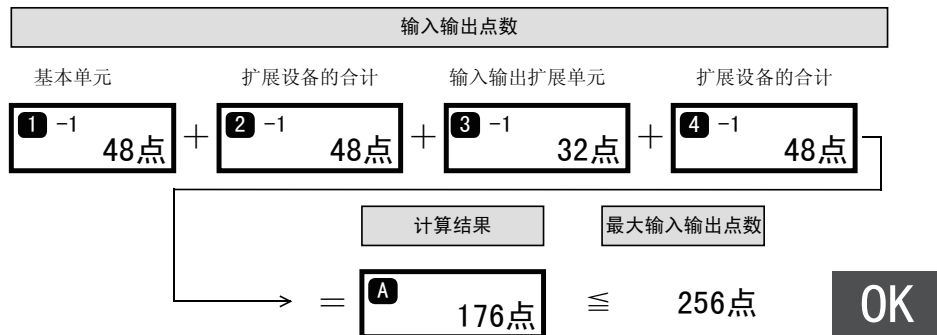 输入输出点数
基本单元 扩展设备的合计 输入输出扩展单元 扩展设备的合计
1 -1 2 -1 3 -1 4 -1
48点 + 48点 + 32点 + 48点
计算结果 最大输入输出点数
A
= 176点 ≦ 256点 OK